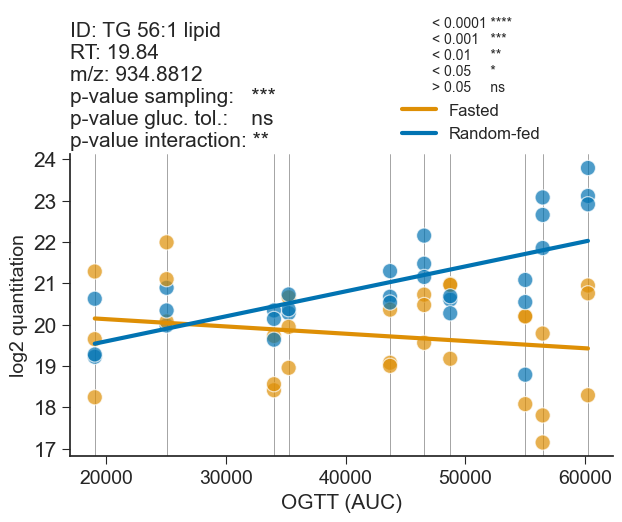 ID: TG 56:1 lipid
RT: 19.84
m/z: 934.8812
p-value sampling: ***
p-value gluc. tol.: ns
p-value interaction: **
< 0.0001 ****
< 0.001 ***
< 0.01 **
< 0.05 *
> 0.05 ns
Fasted
Random-fed
log2 quantitation
24
23
22
21
20
19
18
17
20000 30000 40000 50000 60000
OGTT (AUC)